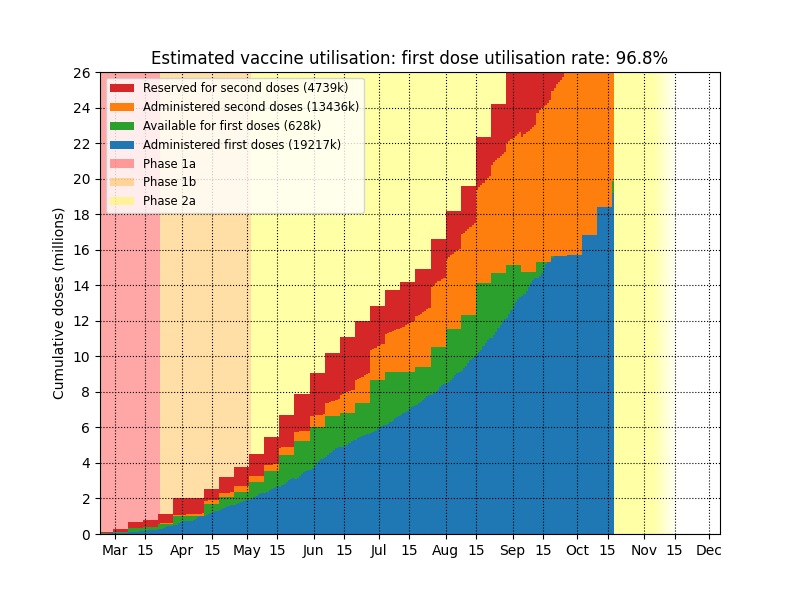 Estimated vaccine utilisation: first dose utilisation rate: 96.8%
Cumulative doses (millions)
26
24
22
20
18
16
14
12
10
8
6
4
2
0
Reserved for second doses (4739k)
Administered second doses (13436k)
Available for first doses (628k)
Administered first doses (19217k)
Phase 1a
Phase 1b
Phase 2a
Mar 15 Apr 15 May 15 Jun 15 Jul 15 Aug 15 Sep 15 Oct 15 Nov 15 Dec